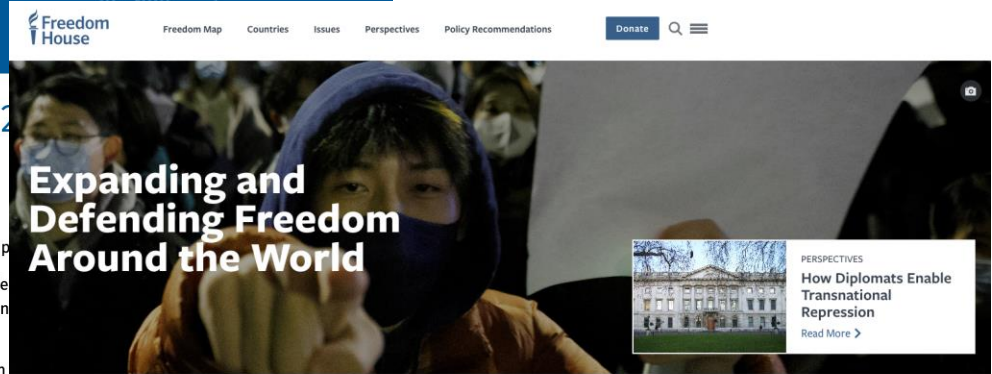 Freedom
House
Freedom Map Countries Issues Perspectives Policy Recommendations Donate
Expanding and
Defending Freedom
Around the World
PERSPECTIVES
How Diplomats Enable
Transnational
Repression
Read More